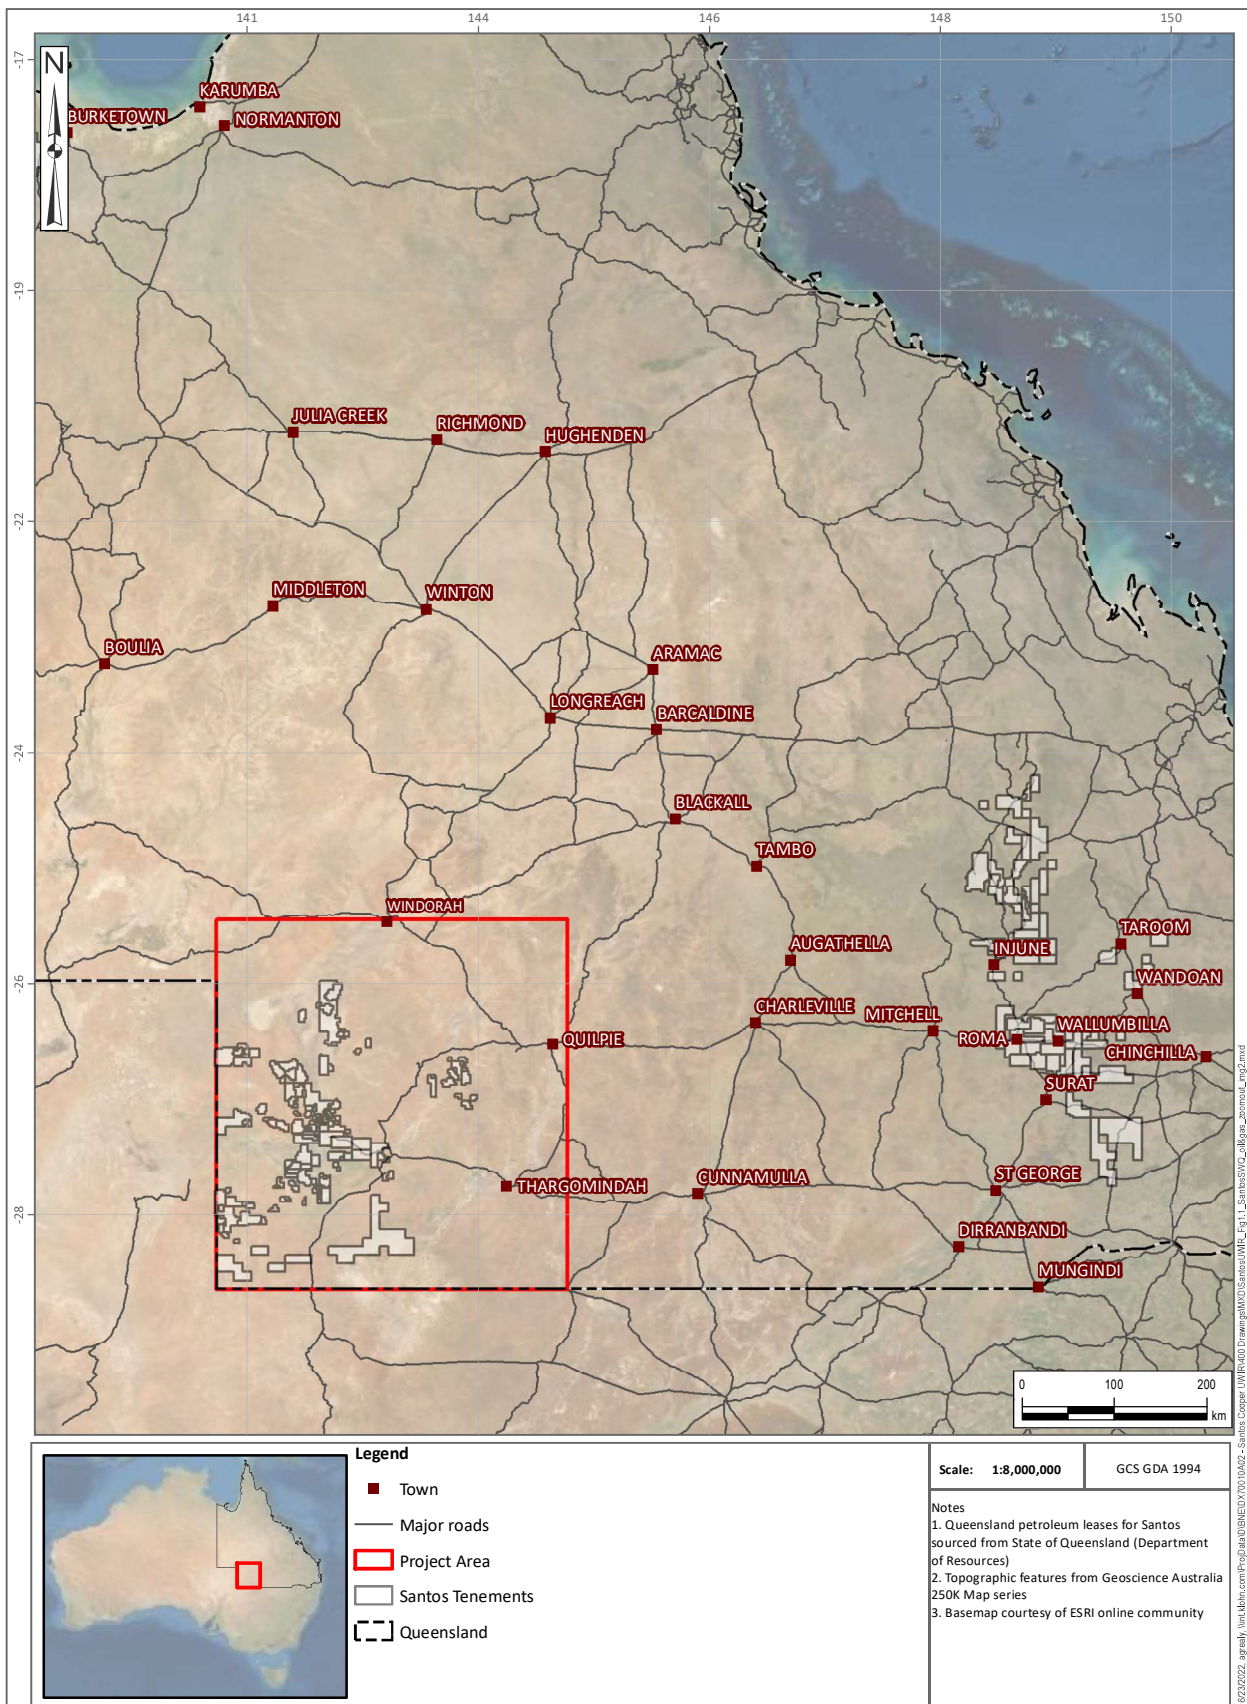 141 144 146 148 150
-17
-19
-22
-24
-26
-28
N
KARUMBA
BURKETOWN
NORMANTON
JULIA CREEK
RICHMOND
HUGHENDEN
MIDDLETON
WINTON
BOULIA
ARAMAC
LONGREACH
BARCALDINE
BLACKALL
TAMBO
WINDORAH
AUGATHELLA
INJUNE
TAROOM
WANDOAN
CHARLEVILLE
MITCHELL
QUILPIE
ROMA
WALLUMBILLA
CHINCHILLA
SURAT
THARGOMINDAH
CUNNAMULLA
ST GEORGE
DIRRANBANDI
MUNGINDI
0 100 200
km
Legend
Town
Major roads
Project Area
Santos Tenements
Queensland
Scale: 1:8,000,000
GCS GDA 1994
Notes
1. Queensland petroleum leases for Santos
sourced from State of Queensland (Department
of Resources)
2. Topographic features from Geoscience Australia
250K Map series
3. Basemap courtesy of ESRI online community